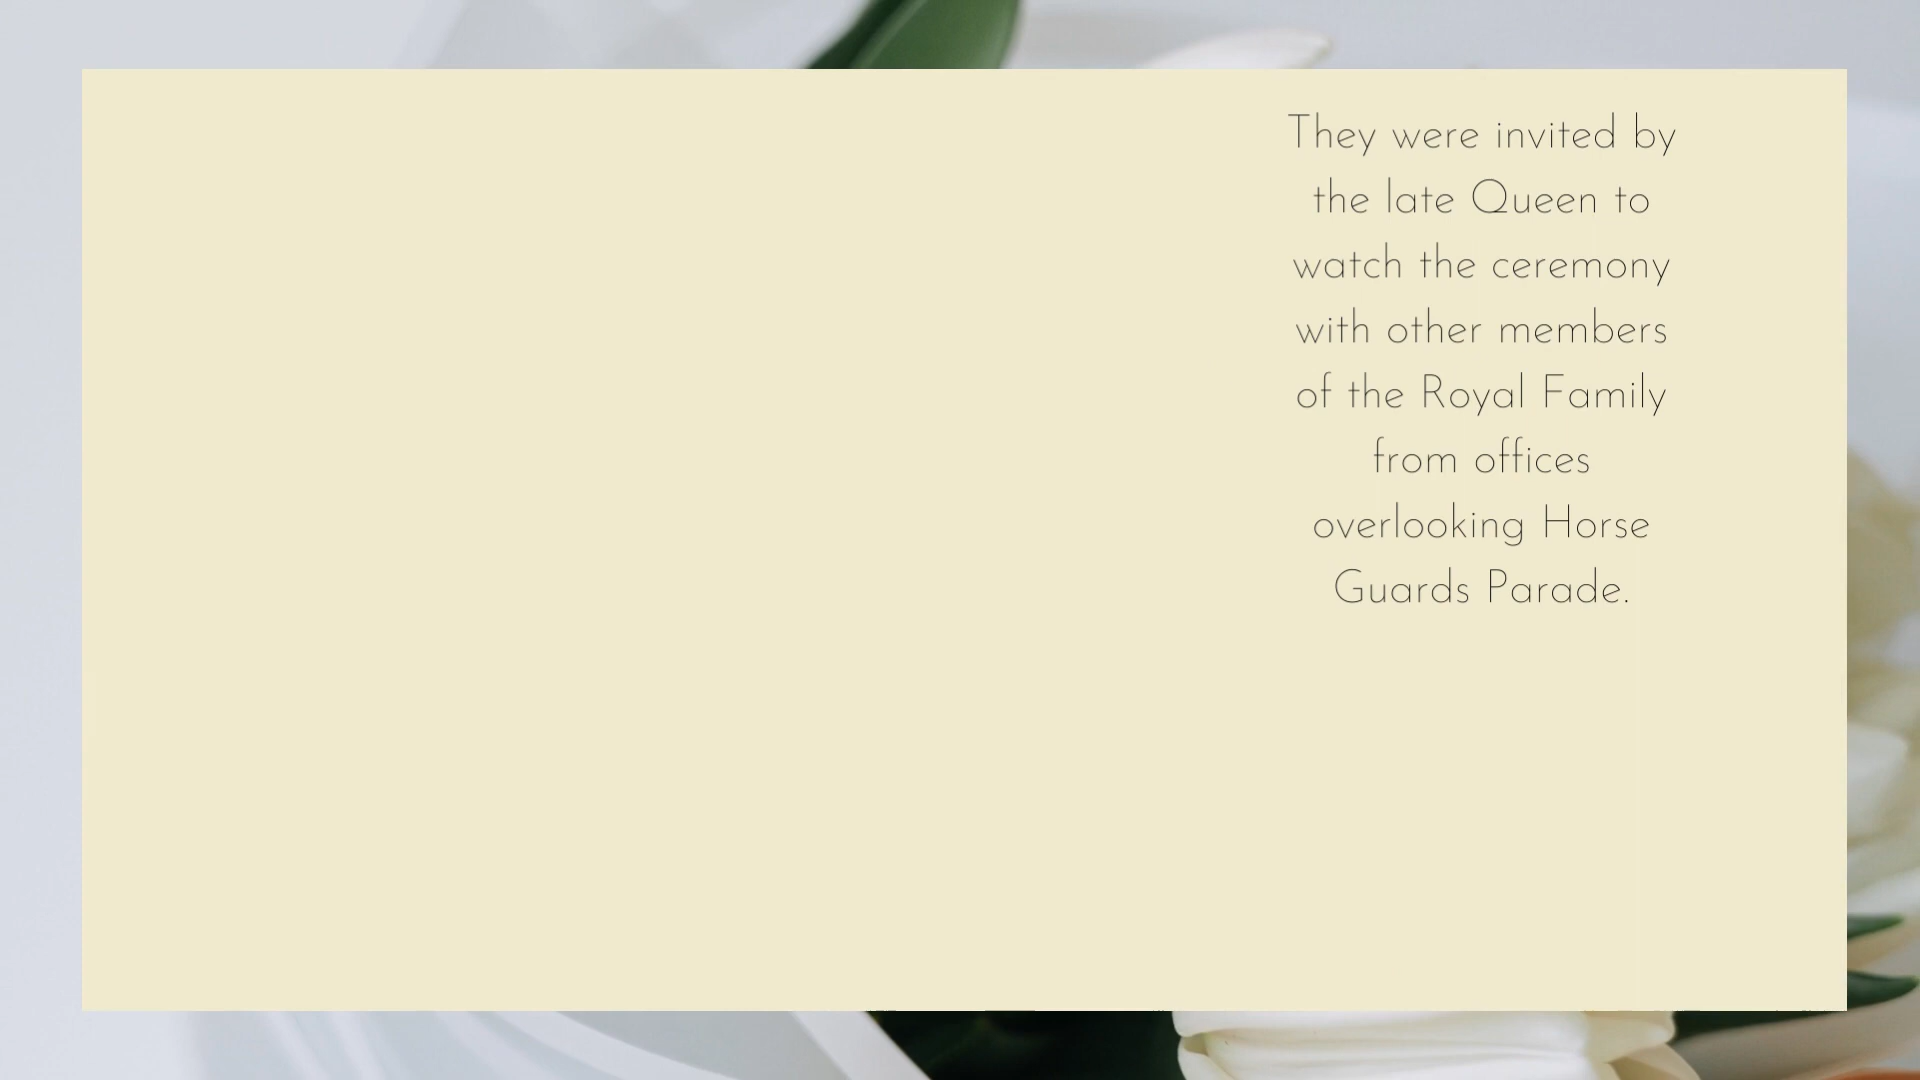 They were invited by
the late Queen to
watch the ceremony
with other members
of the Royal Family
from offices
overlooking Horse
Guards Parade.